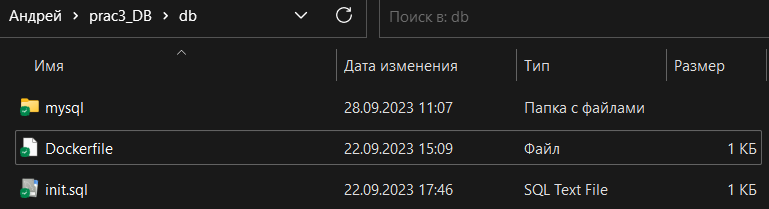 Андрей > prac3_DB > db Поиск в: db
Имя Дата изменения Тип Размер
mysql 28.09.2023 11:07 Папка с файлами
Dockerfile 22.09.2023 15:09 Файл 1 КБ
init.sql 22.09.2023 17:46 SQL Text File 1 КБ